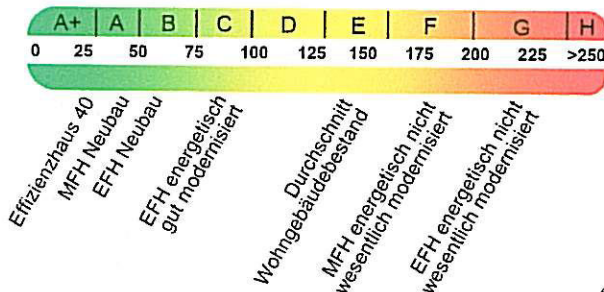 A+ A B C D E F G H
0 25 50 75 100 125 150 175 200 225 >250
Effizienzhaus 40
MFH Neubau
EFH Neubau
EFH energetisch
gut modernisiert
Durchschnitt
Wohngebäudebestand
MFH energetisch nicht
wesentlich modernisiert
EFH energetisch nicht
wesentlich modernisiert